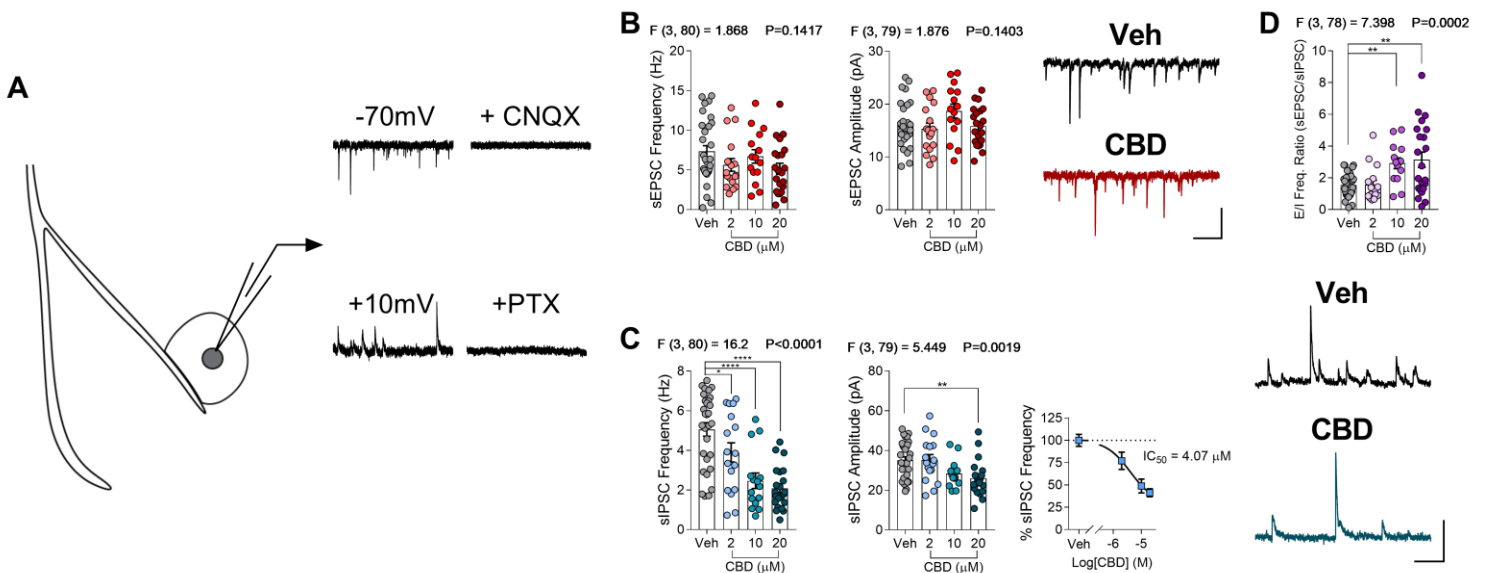 A
-70mV
+ CNQX
+10mV
+PTX
B
F (3, 80) = 1.868 P=0.1417
sEPSC Frequency (Hz)
20
15
10
5
0
Veh 2 10 20
CBD (μM)
F (3, 79) = 1.876 P=0.1403
sEPSC Amplitude (pA)
30
20
10
0
Veh 2 10 20
CBD (μM)
Veh
CBD
D
F (3, 78) = 7.398 P=0.0002
E/I Freq. Ratio (sEPSC/sIPSC)
10
8
6
4
2
0
**
**
Veh 2 10 20
CBD (μM)
C
F (3, 80) = 16.2 P<0.0001
sIPSC Frequency (Hz)
8
6
4
2
0
****
****
*
Veh 2 10 20
CBD (μM)
F (3, 79) = 5.449 P=0.0019
sIPSC Amplitude (pA)
80
60
40
20
0
**
Veh 2 10 20
CBD (μM)
% sIPSC Frequency
125
100
75
50
25
0
IC50 = 4.07 μM
Veh -6 -5
Log[CBD] (M)
Veh
CBD